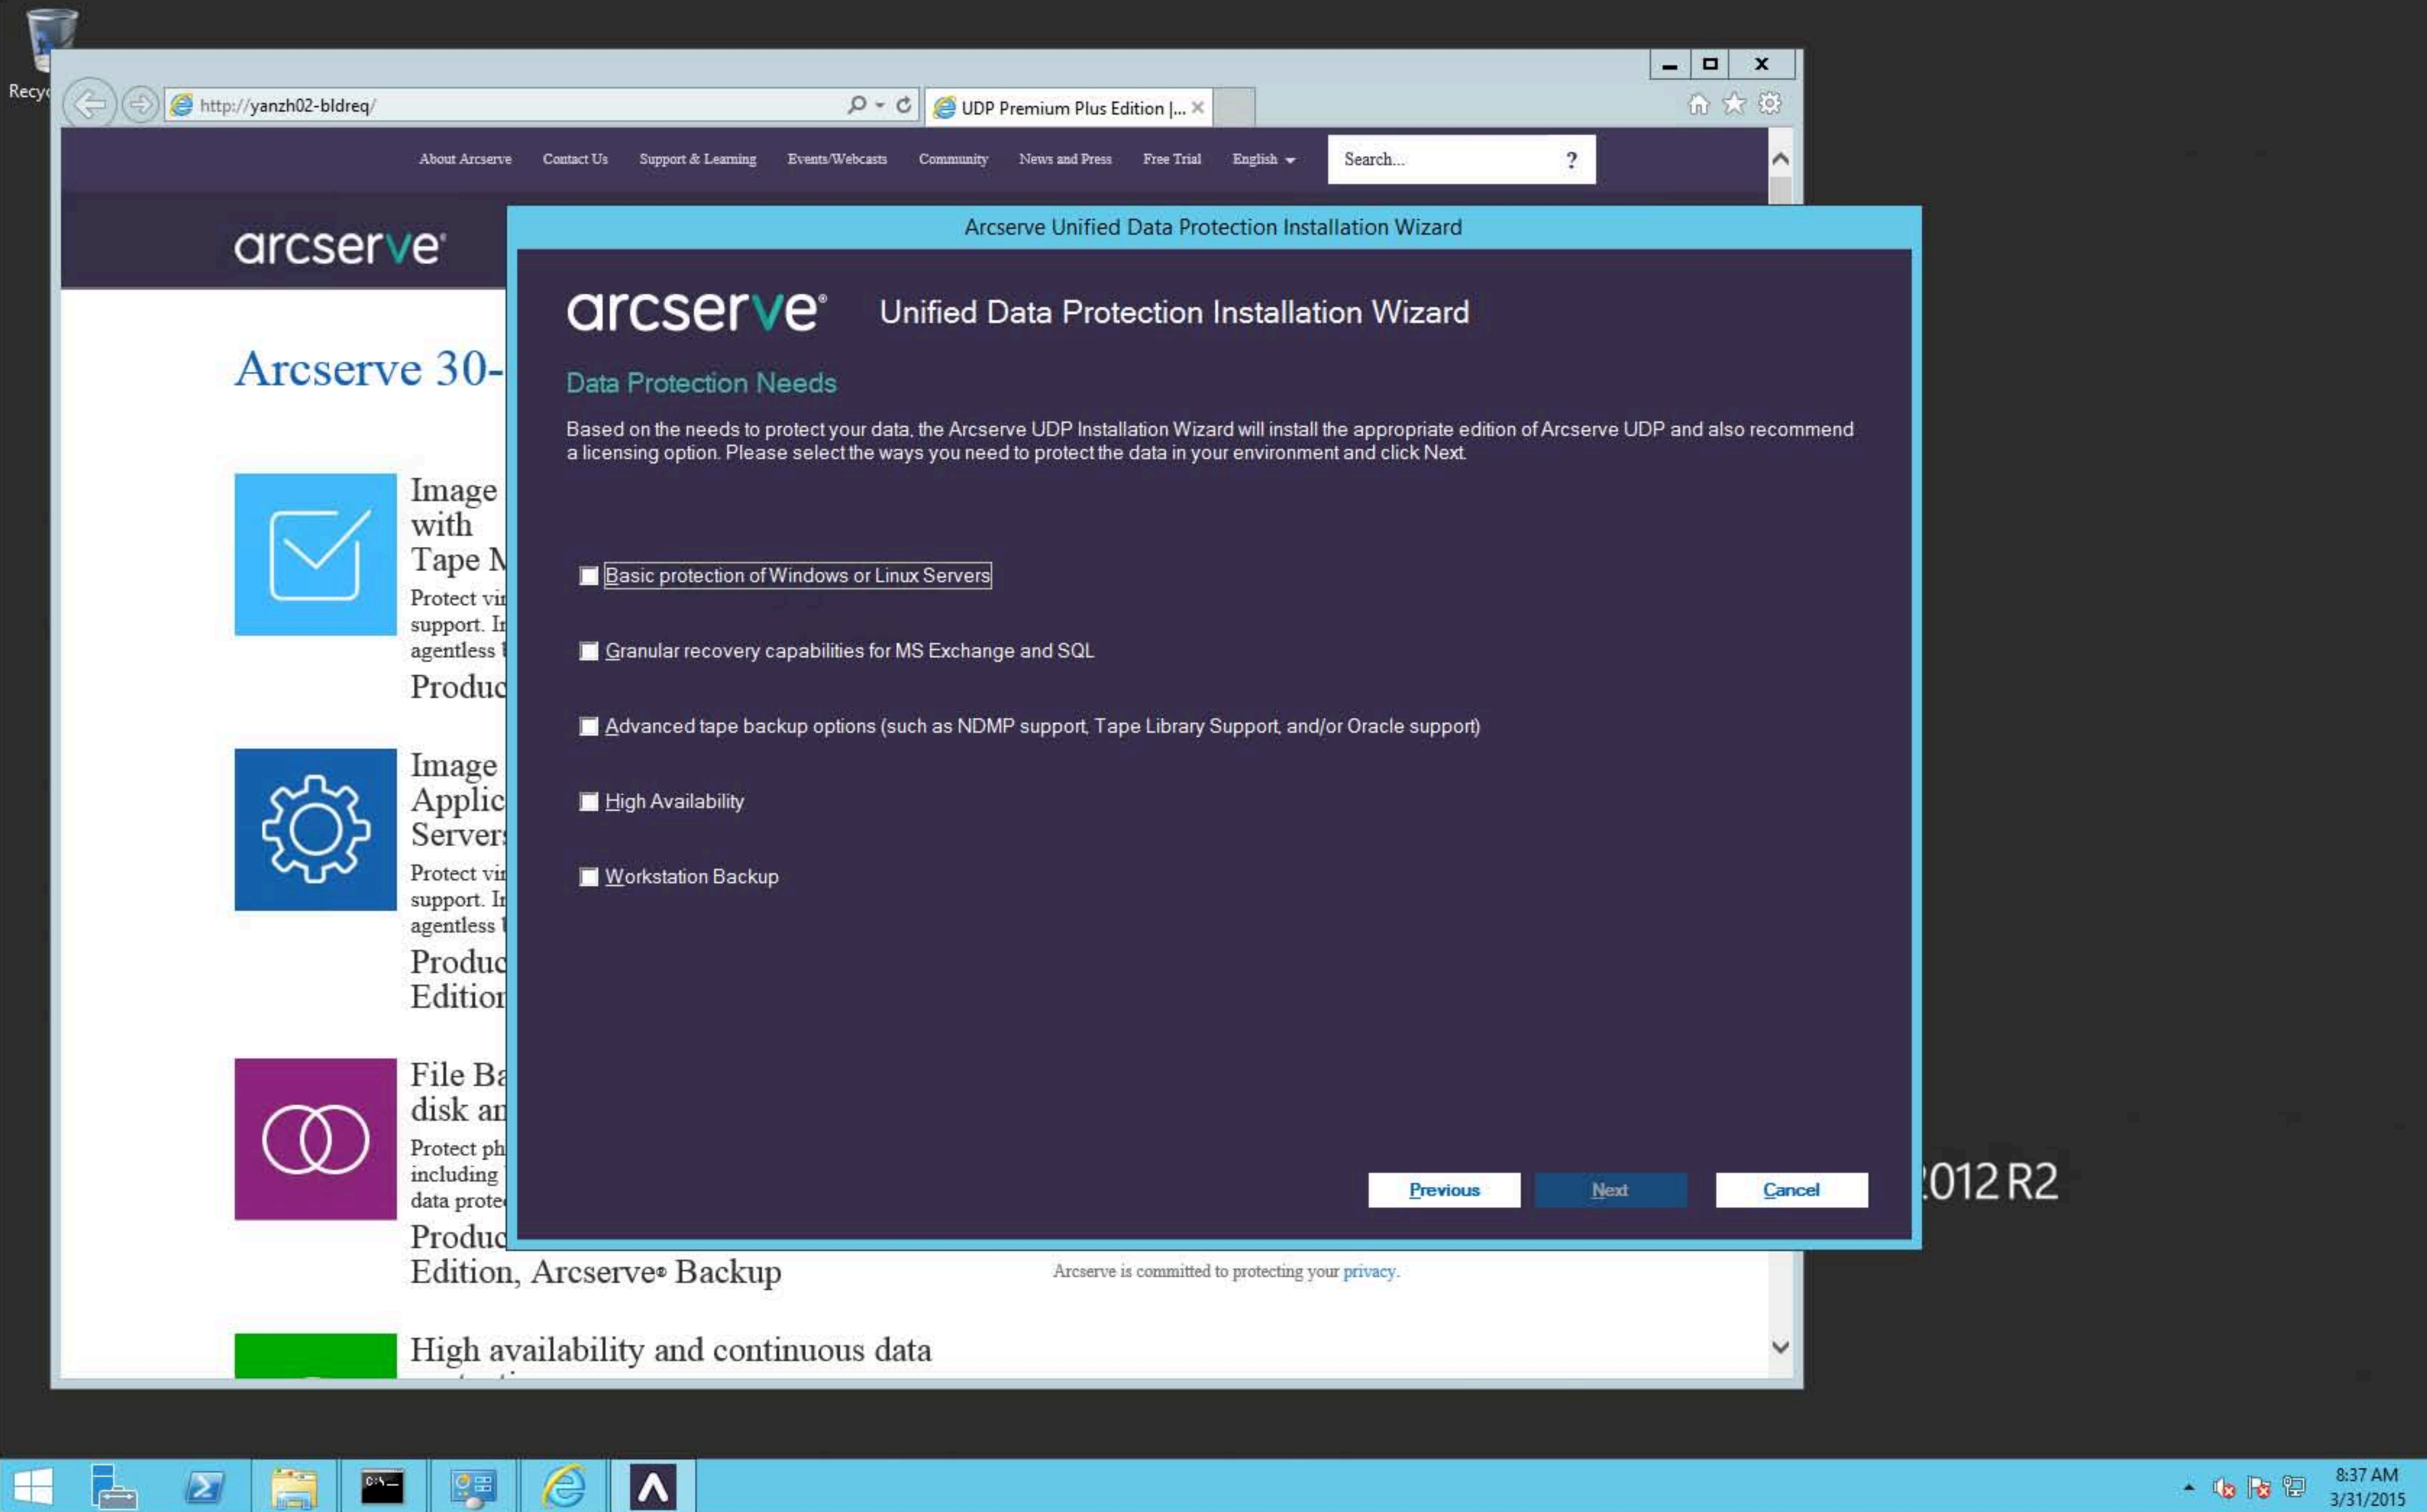 Recyc
http://yanzh02-bldreq/
UDP Premium Plus Edition |...
About Arcserve Contact Us Support & Learning Events/Webcasts Community News and Press Free Trial English Search... ?
arcserve
Arcserve Unified Data Protection Installation Wizard
arcserve® Unified Data Protection Installation Wizard
Arcserve 30-
Data Protection Needs
Based on the needs to protect your data, the Arcserve UDP Installation Wizard will install the appropriate edition of Arcserve UDP and also recommend
a licensing option. Please select the ways you need to protect the data in your environment and click Next.
Basic protection of Windows or Linux Servers
Granular recovery capabilities for MS Exchange and SQL
Advanced tape backup options (such as NDMP support, Tape Library Support, and/or Oracle support)
High Availability
Workstation Backup
Previous Next Cancel
Image
with
Tape M
Protect vir
support. In
agentless
Produc
Image
Applic
Servers
Protect vir
support. In
agentless
Produc
Edition
File Ba
disk an
Protect ph
including
data prote
Produc
Edition, Arcserve® Backup
Arcserve is committed to protecting your privacy.
High availability and continuous data
2012 R2
C:\
8:37 AM
3/31/2015